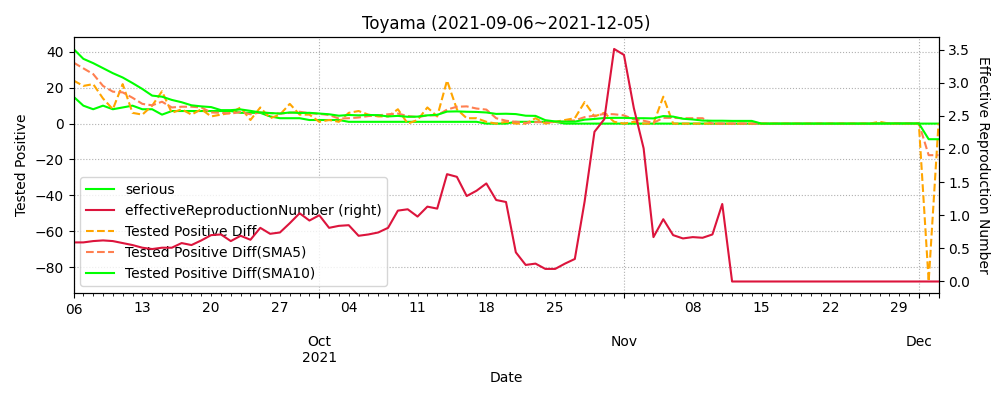 Toyama (2021-09-06~2021-12-05)
Tested Positive
40
20
0
−20
−40
−60
−80
3.5
3.0
2.5
2.0
1.5
1.0
0.5
0.0
Effective Reproduction Number
serious
effectiveReproductionNumber (right)
Tested Positive Diff
Tested Positive Diff(SMA5)
Tested Positive Diff(SMA10)
06 13 20 27 04 11 18 25 08 15 22 29
Oct Nov Dec
2021
Date